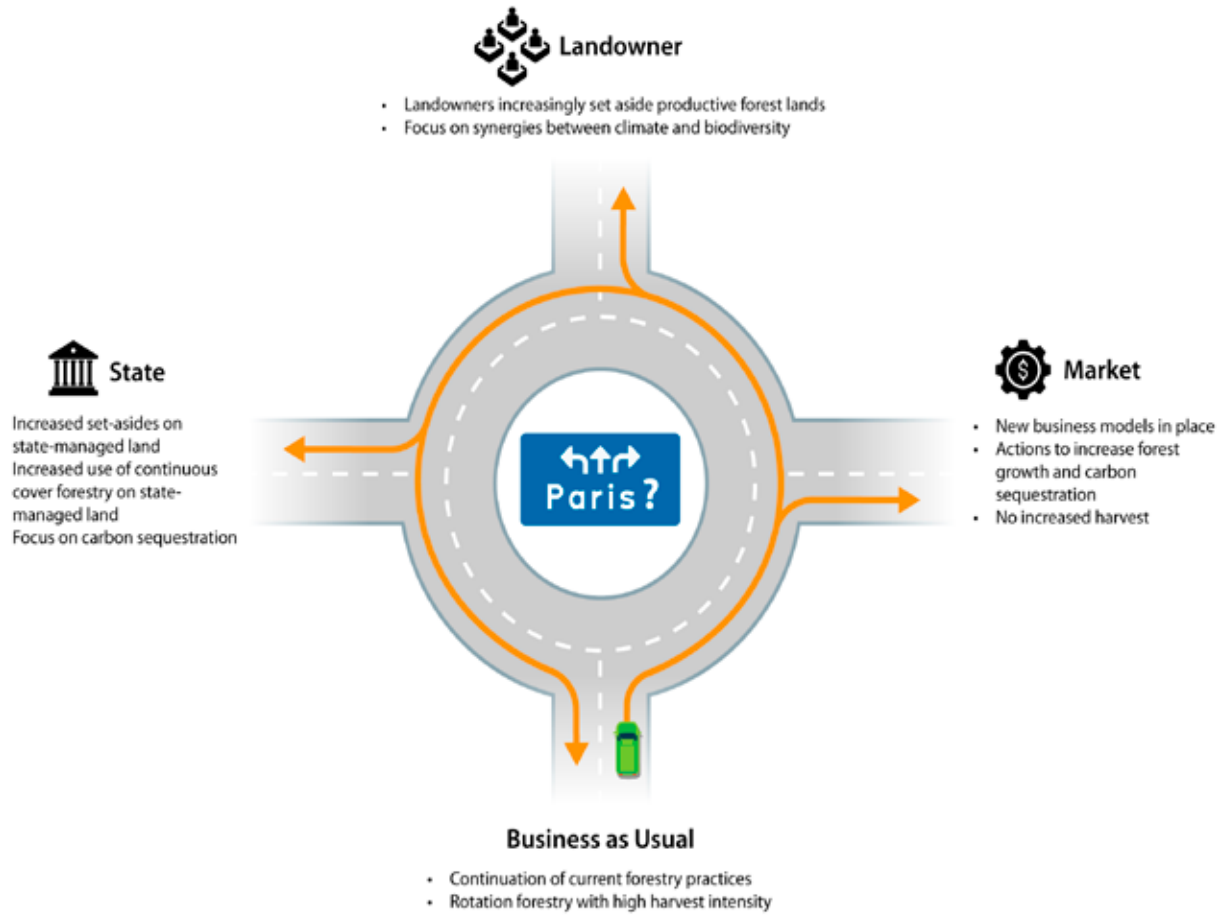 Landowner
• Landowners increasingly set aside productive forest lands
• Focus on synergies between climate and biodiversity
State
Increased set-asides on
state-managed land
Increased use of continuous
cover forestry on state-
managed land
Focus on carbon sequestration
Paris?
$
Market
• New business models in place
• Actions to increase forest
growth and carbon
sequestration
• No increased harvest
Business as Usual
• Continuation of current forestry practices
• Rotation forestry with high harvest intensity